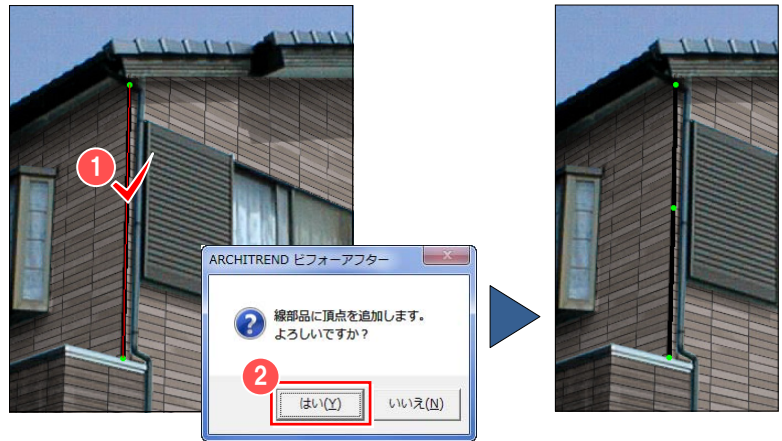 1
ARCHITREND ビフォーアフター
線部品に頂点を追加します。
よろしいですか？
2
はい(Y)
いいえ(N)